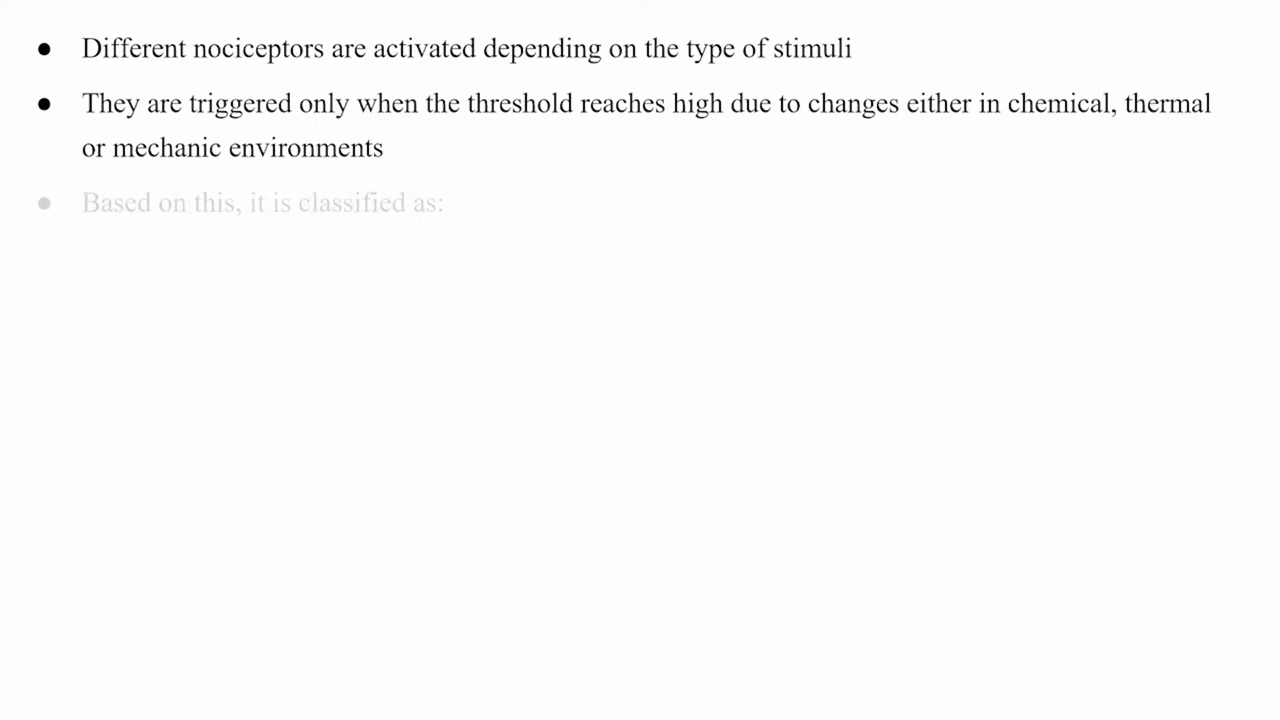 ● Different nociceptors are activated depending on the type of stimuli
● They are triggered only when the threshold reaches high due to changes either in chemical, thermal
or mechanic environments
● Based on this, it is classified as: